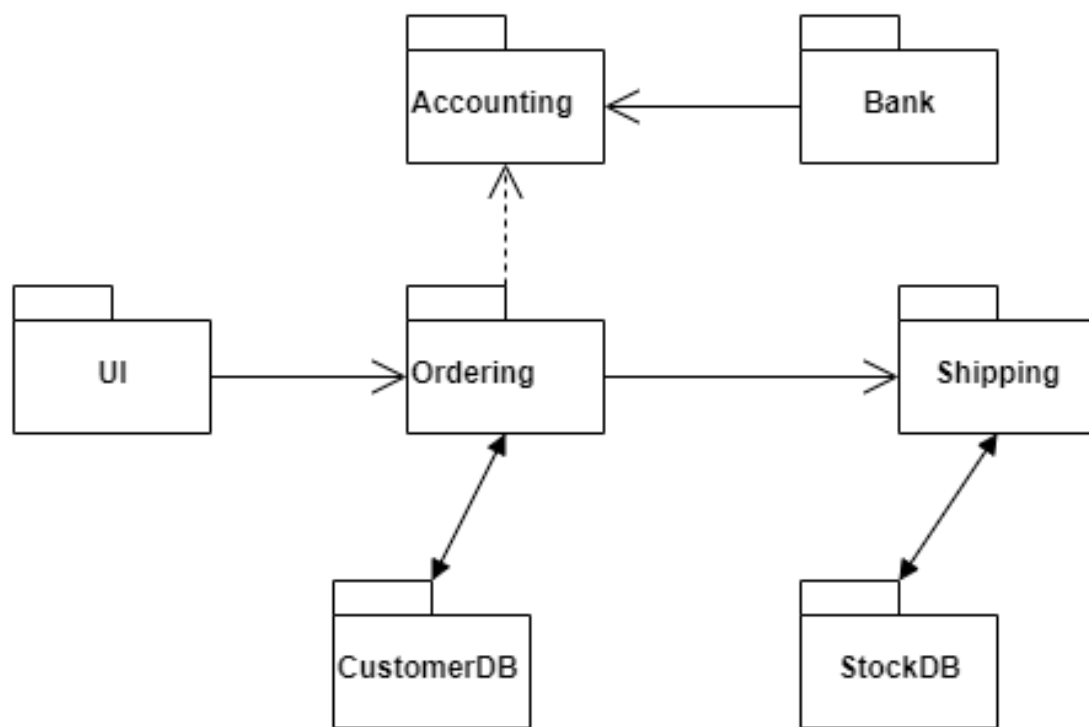 Accounting
Bank
UI
Ordering
Shipping
CustomerDB
StockDB